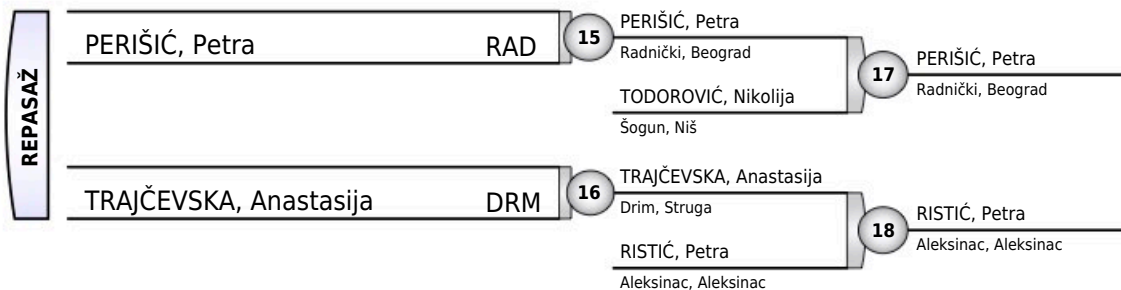 REPASAŽ
PERIŠIĆ, Petra RAD
15
PERIŠIĆ, Petra
Radnički, Beograd
TODOROVIĆ, Nikolija
Šogun, Niš
17
PERIŠIĆ, Petra
Radnički, Beograd
TRAJČEVSKA, Anastasija DRM
16
TRAJČEVSKA, Anastasija
Drim, Struga
RISTIĆ, Petra
Aleksinac, Aleksinac
18
RISTIĆ, Petra
Aleksinac, Aleksinac